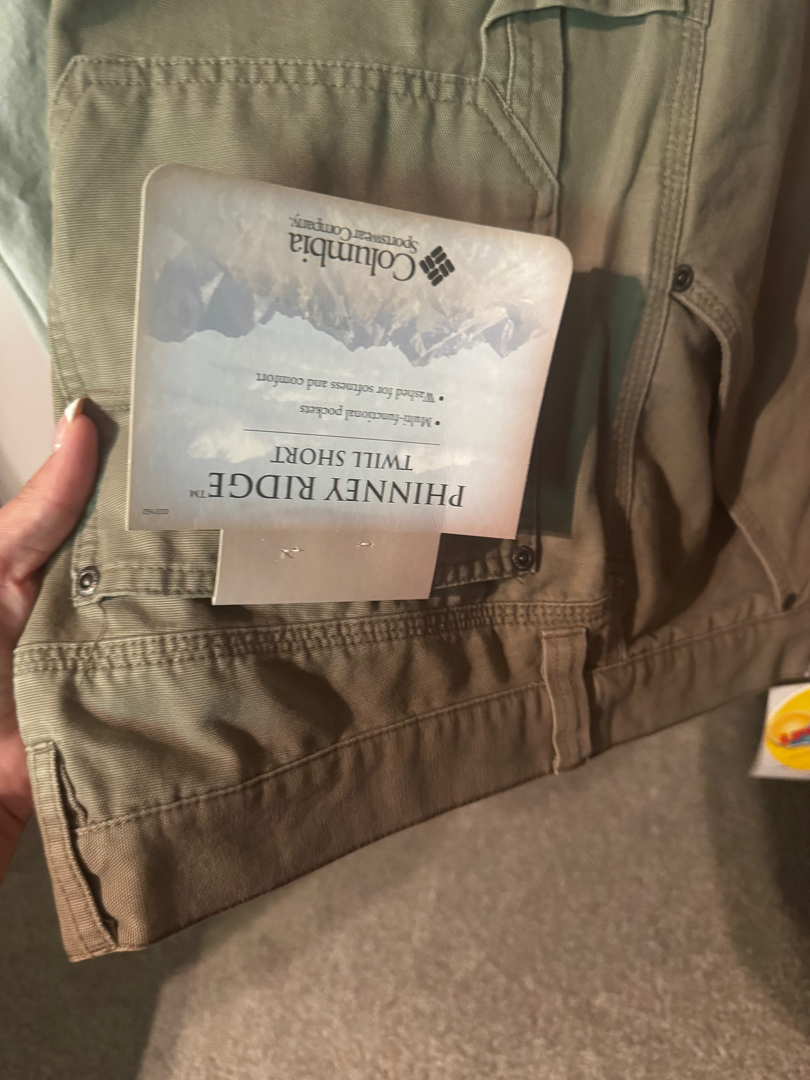 Columbia
Sportswear Company.
PHINNEY RIDGE™
TWILL SHORT
• Multi-functional pockets
• Washed for softness and comfort